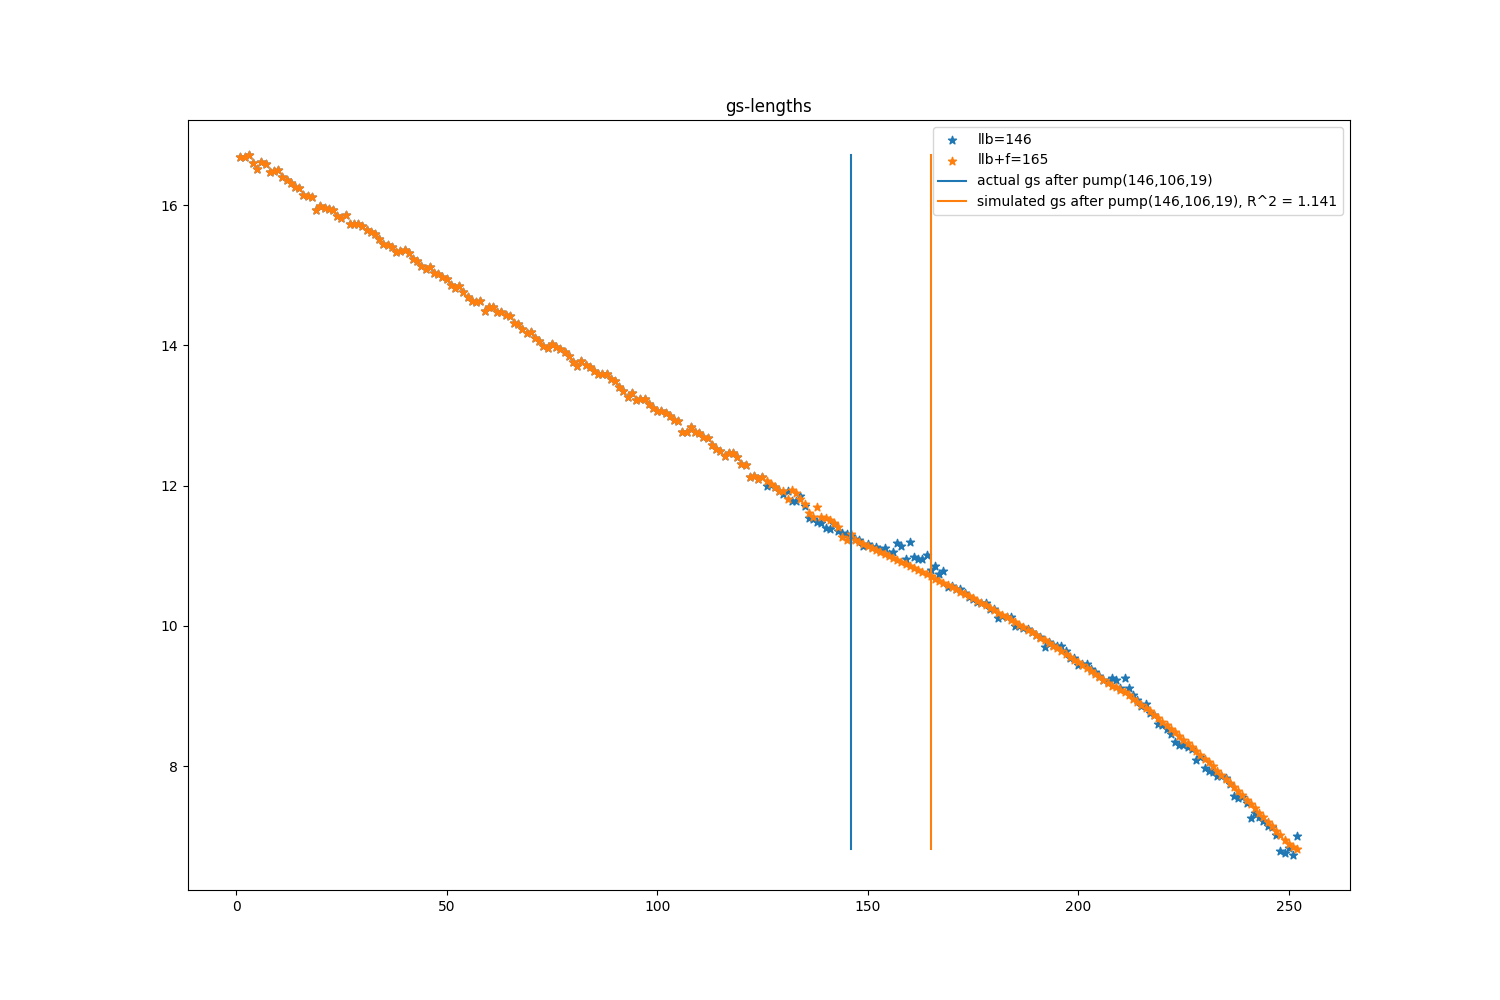 gs-lengths
llb=146
llb+f=165
actual gs after pump(146,106,19)
simulated gs after pump(146,106,19), R^2 = 1.141
16
14
12
10
8
0 50 100 150 200 250